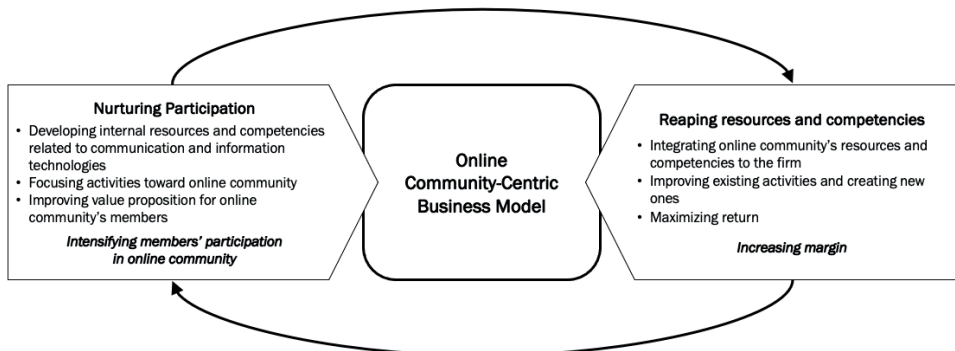 Nurturing Participation
• Developing internal resources and competencies
related to communication and information
technologies
• Focusing activities toward online community
• Improving value proposition for online
community's members
Intensifying members' participation
in online community
Online
Community-Centric
Business Model
Reaping resources and competencies
• Integrating online community's resources and
competencies to the firm
• Improving existing activities and creating new
ones
• Maximizing return
Increasing margin